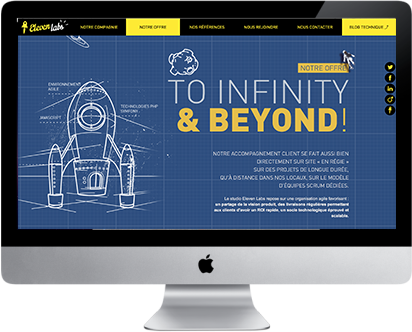 Eleven labs
NOTRE COMPAGNIE
NOTRE OFFRE
NOS RÉFÉRENCES
NOUS REJOINDRE
NOUS CONTACTER
BLOG TECHNIQUE
NOTRE OFFRE
TO INFINITY
& BEYOND!
ENVIRONNEMENT
AGILE
TECHNOLOGIES PHP
SYMFONY
JAVASCRIPT
NOTRE ACCOMPAGNEMENT CLIENT SE FAIT AUSSI BIEN
DIRECTEMENT SUR SITE « EN RÉGIE »
SUR DES PROJETS DE LONGUE DURÉE,
QU'À DISTANCE DANS NOS LOCAUX, SUR LE MODÈLE
D'ÉQUIPES SCRUM DÉDIÉES.
Le studio Eleven Labs repose sur une organisation agile favorisant :
un partage de la vision produit, des livraisons régulières permettant
aux clients d'avoir un ROI rapide, un socle technologique éprouvé et
scalable.